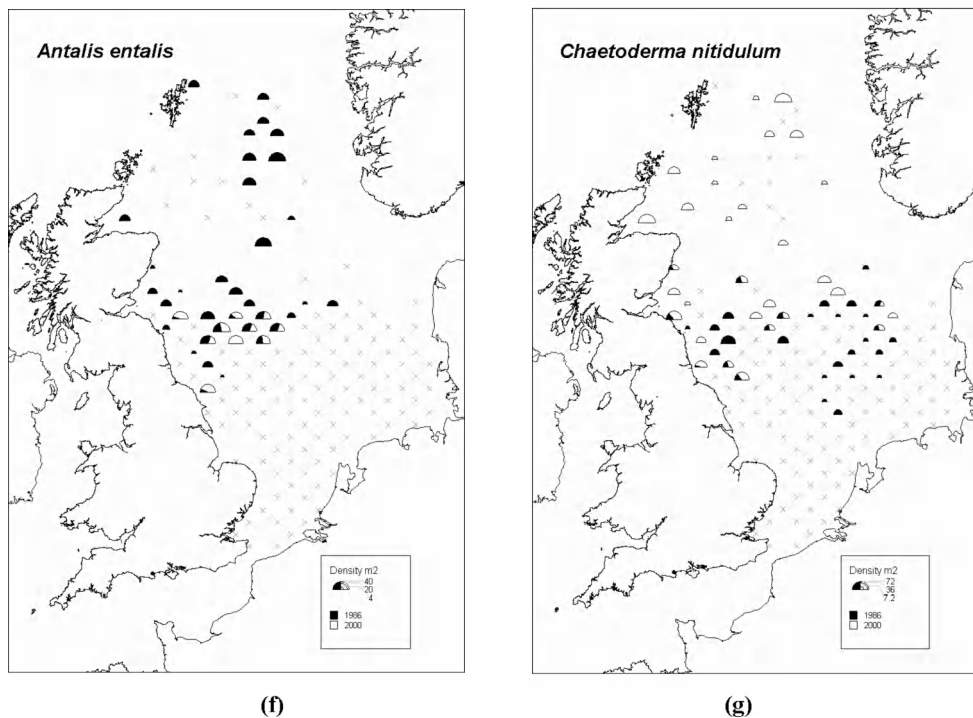 Antalis entalis
Density m2
40
20
4
1986
2000
(f)
Chaetoderma nitidulum
Density m2
72
36
7.2
1986
2000
(g)